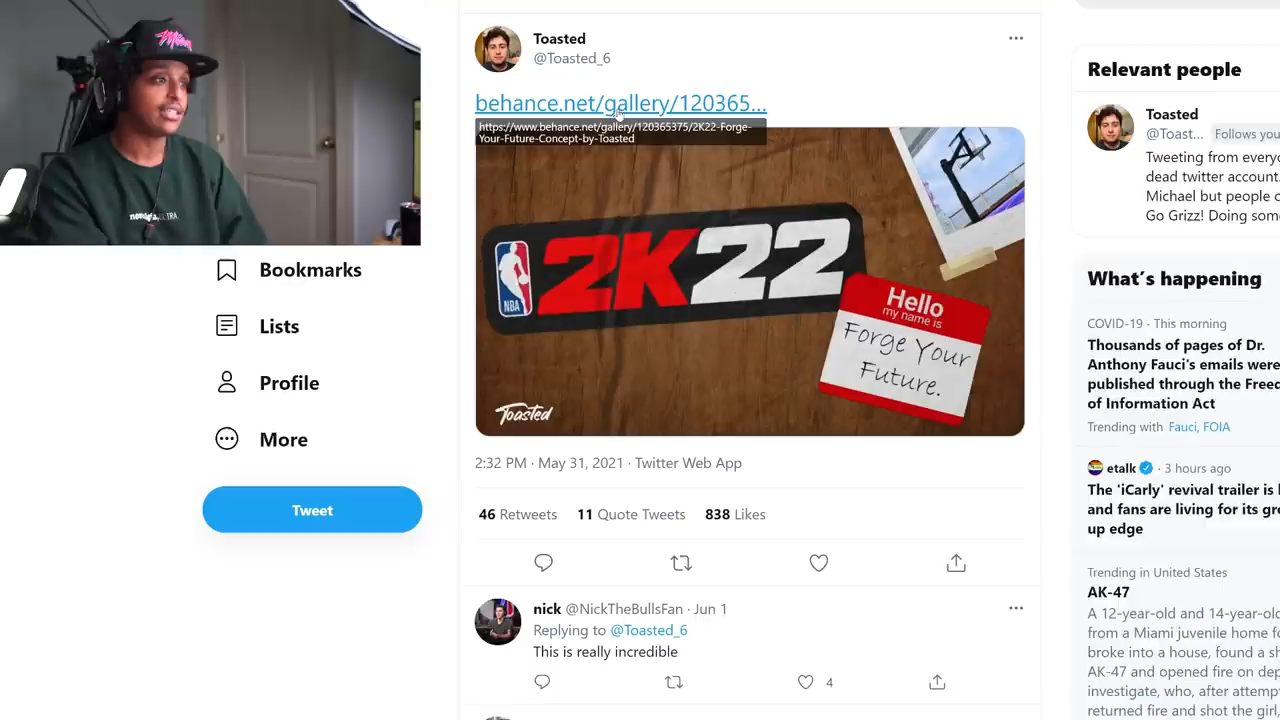 Toasted
@Toasted_6
behance.net/gallery/120365...
https://www.behance.net/gallery/120365375/2K22-Forge-
Your-Future-Concept-by-Toasted
NBA
2K22
Hello
my name is
Forge Your
Future.
Toasted
2:32 PM · May 31, 2021 · Twitter Web App
46 Retweets 11 Quote Tweets 838 Likes
nick @NickTheBullsFan · Jun 1
Replying to @Toasted_6
This is really incredible
4
Bookmarks
Lists
Profile
More
Tweet
Relevant people
Toasted
@Toast... Follows you
Tweeting from every
dead twitter account.
Michael but people c
Go Grizz! Doing som
What's happening
COVID-19 · This morning
Thousands of pages of Dr.
Anthony Fauci's emails were
published through the Freed
of Information Act
Trending with Fauci, FOIA
etalk · 3 hours ago
The 'iCarly' revival trailer is h
and fans are living for its gro
up edge
Trending in United States
AK-47
A 12-year-old and 14-year-old
from a Miami juvenile home fo
broke into a house, found a sh
AK-47 and opened fire on dep
investigate, who, after attemp
returned fire and shot the girl,